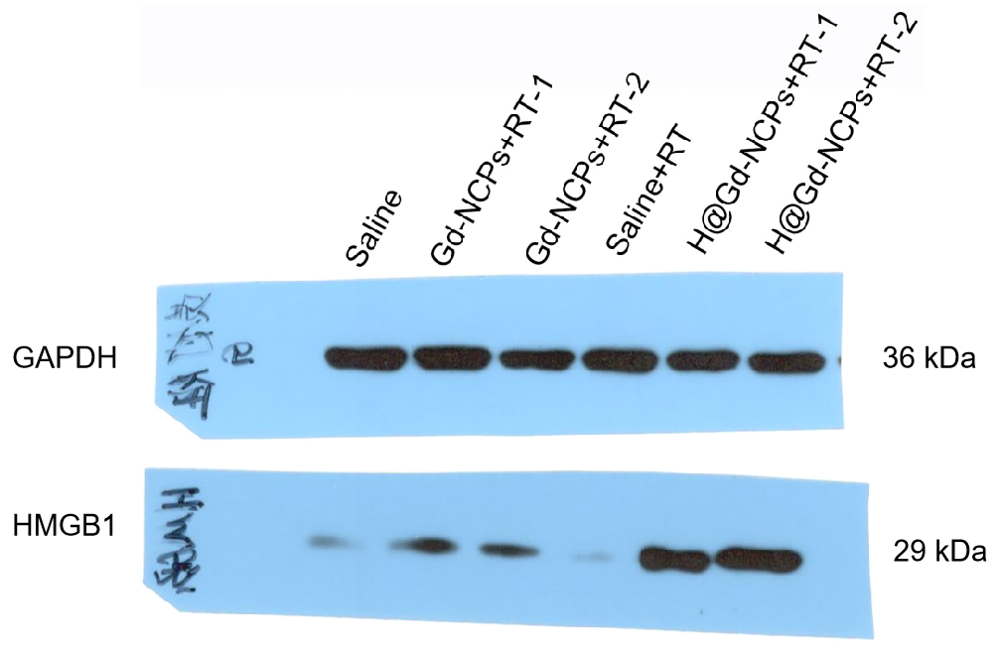 Saline
Gd-NCPs+RT-1
Gd-NCPs+RT-2
Saline+RT
H@Gd-NCPs+RT-1
H@Gd-NCPs+RT-2
GAPDH
36 kDa
HMGB1
29 kDa